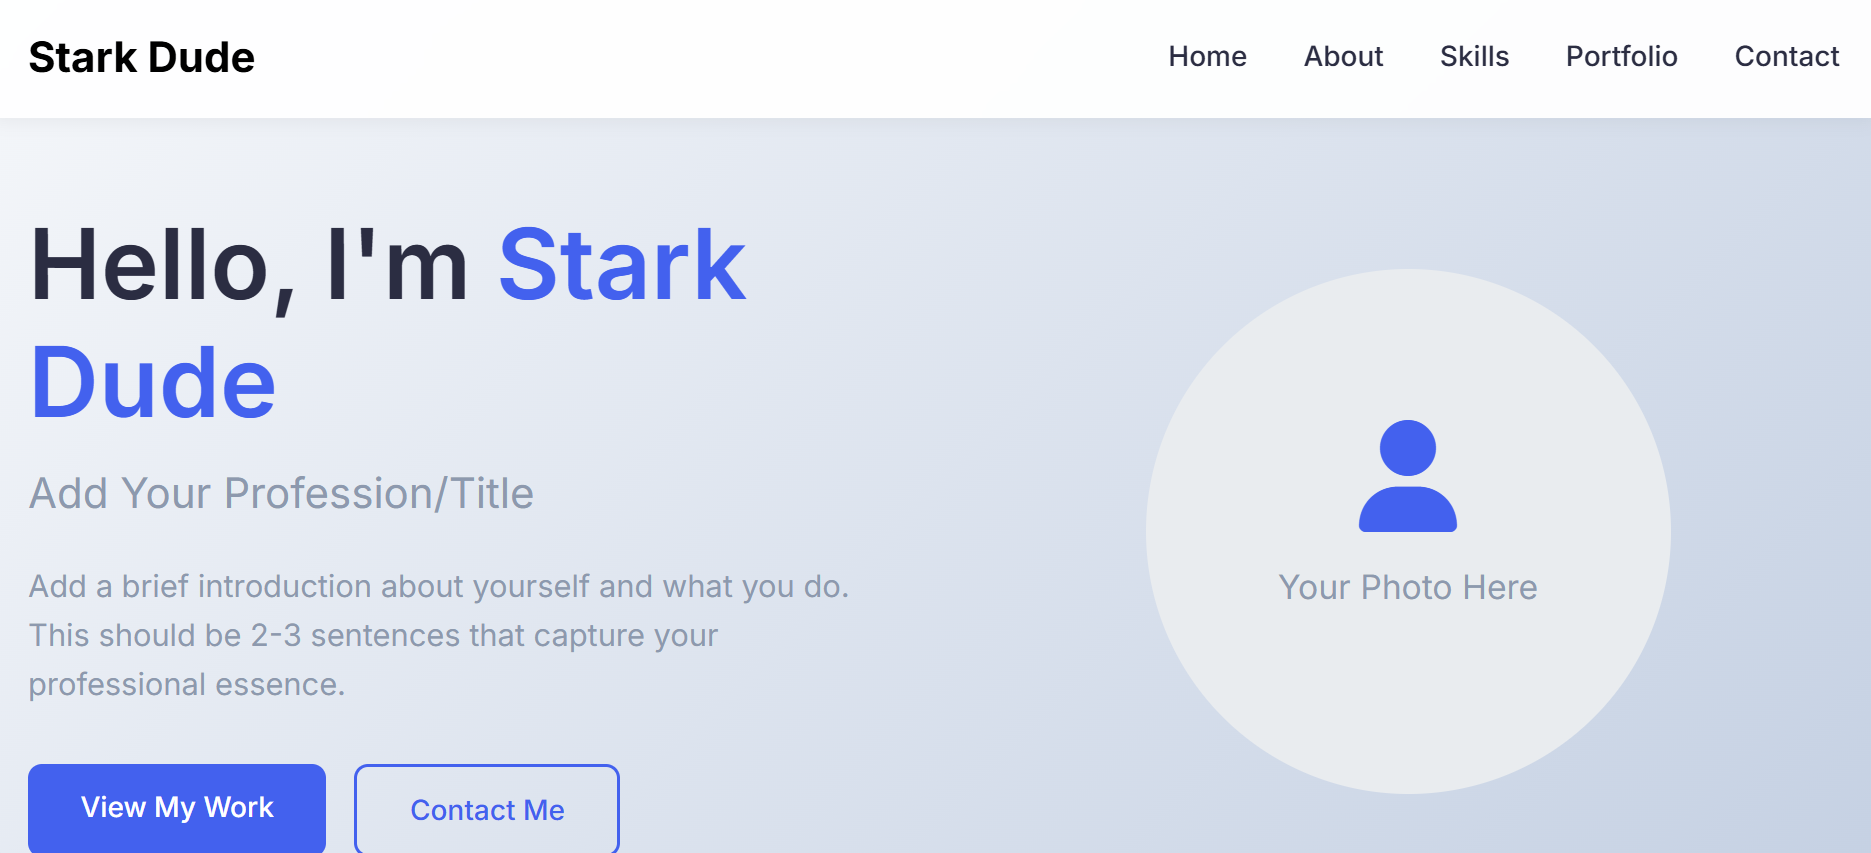 Stark Dude
Home
About
Skills
Portfolio
Contact
Hello, I'm Stark
Dude
Add Your Profession/Title
Add a brief introduction about yourself and what you do.
This should be 2-3 sentences that capture your
professional essence.
View My Work
Contact Me
Your Photo Here